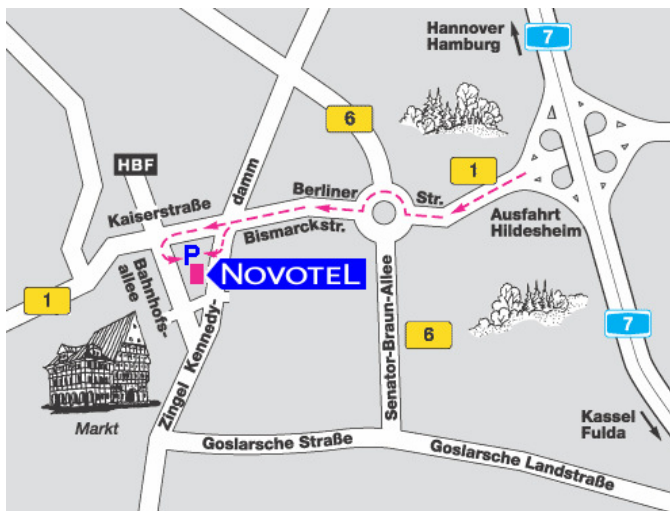 Hannover
Hamburg
7
6
HBF
damm
Berliner
Str.
1
Kaiserstraße
Bismarckstr.
Ausfahrt
Hildesheim
P
NOVOTEL
Bahnhofs-
allee
1
Kennedy-
Senator-Braun-Allee
6
7
Zingel
Markt
Kassel
Fulda
Goslarsche Straße
Goslarsche Landstraße